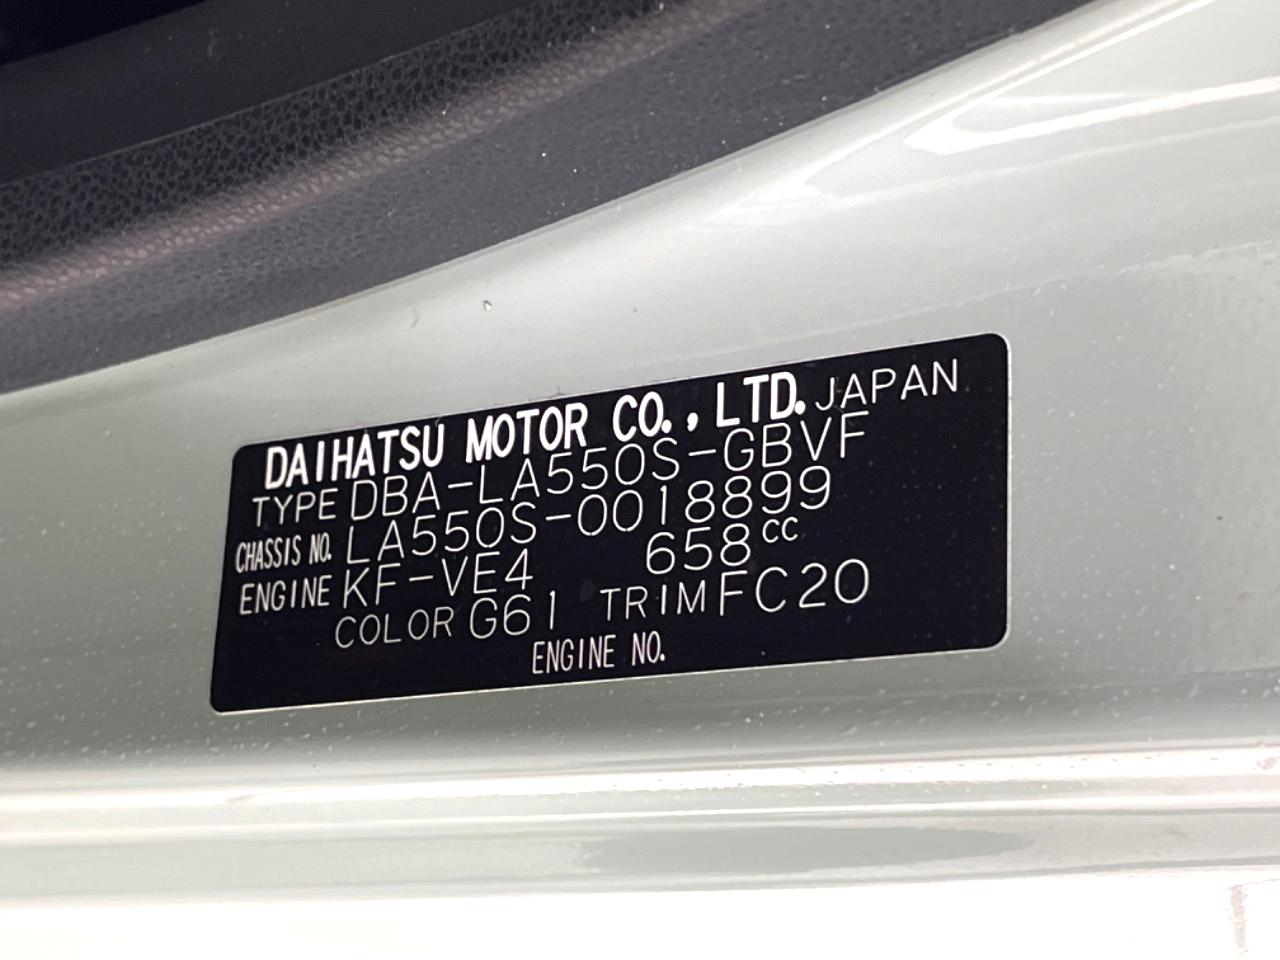 DAIHATSU MOTOR CO., LTD. JAPAN
TYPE DBA-LA550S-GBVF
CHASSIS NO. LA550S-0018899
ENGINE KF-VE4 658cc
COLOR G61 TRIM FC20
ENGINE NO.